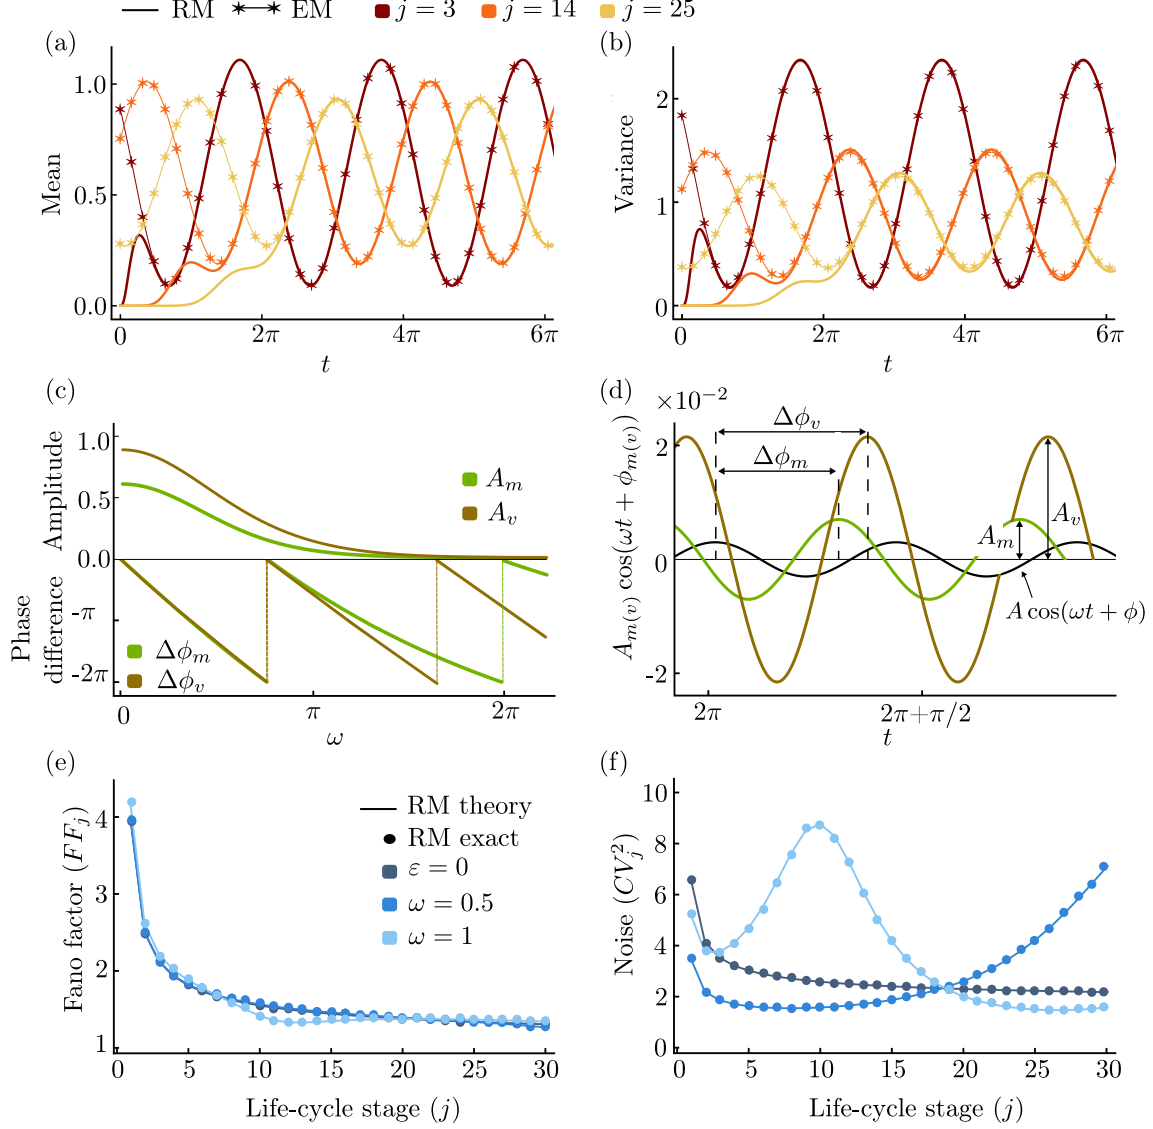 RM EM j = 3 j = 14 j = 25
(a)
1.0
0.5
0.0
Mean
0 2π 4π 6π
t
(b)
2
1
0
Variance
0 2π 4π 6π
t
(c)
1.0
0.5
0.0
-π
-2π
Amplitude
Phase difference
A_m
A_v
Δϕ_m
Δϕ_v
0 π 2π
ω
(d)
×10⁻²
2
0
-2
A_{m(v)} cos(ωt + ϕ_{m(v)})
Δϕ_v
Δϕ_m
A_m
A_v
A cos(ωt + ϕ)
2π 2π+π/2
t
(e)
4
3
2
1
Fano factor (FF_j)
RM theory
RM exact
ε = 0
ω = 0.5
ω = 1
0 5 10 15 20 25 30
Life-cycle stage (j)
(f)
10
8
6
4
2
0
Noise (CV_j^2)
0 5 10 15 20 25 30
Life-cycle stage (j)